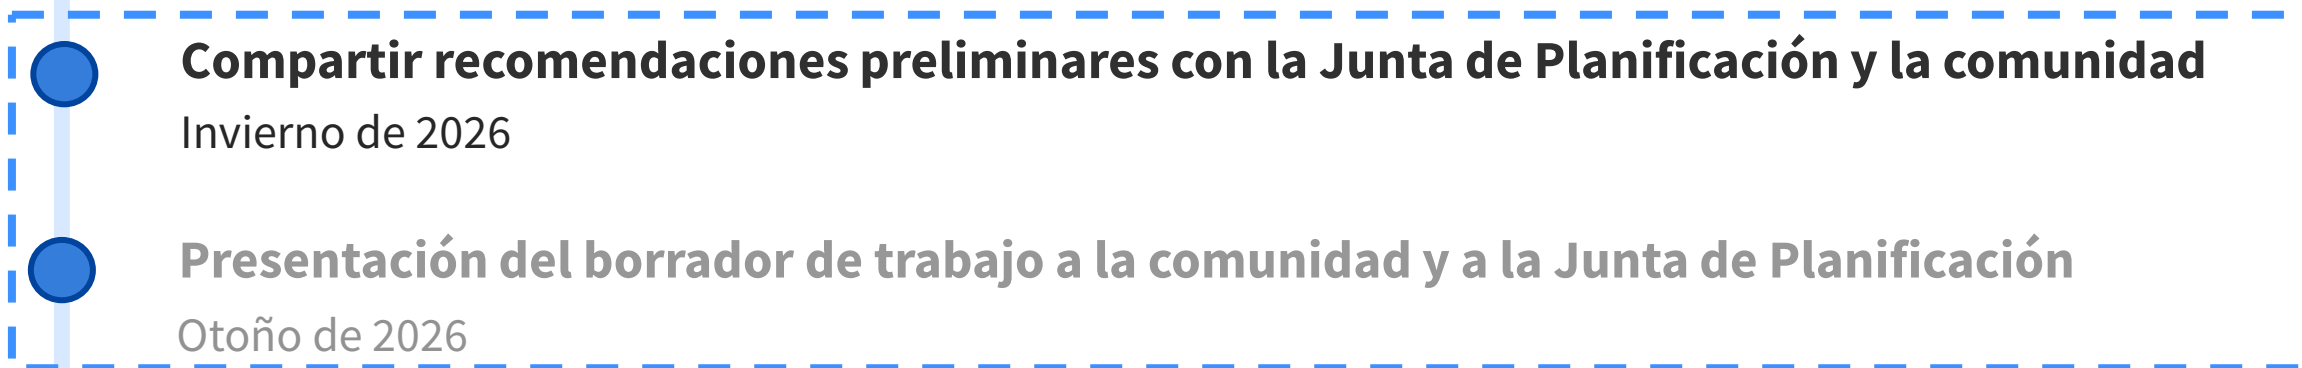 Compartir recomendaciones preliminares con la Junta de Planificación y la comunidad
Invierno de 2026
Presentación del borrador de trabajo a la comunidad y a la Junta de Planificación
Otoño de 2026